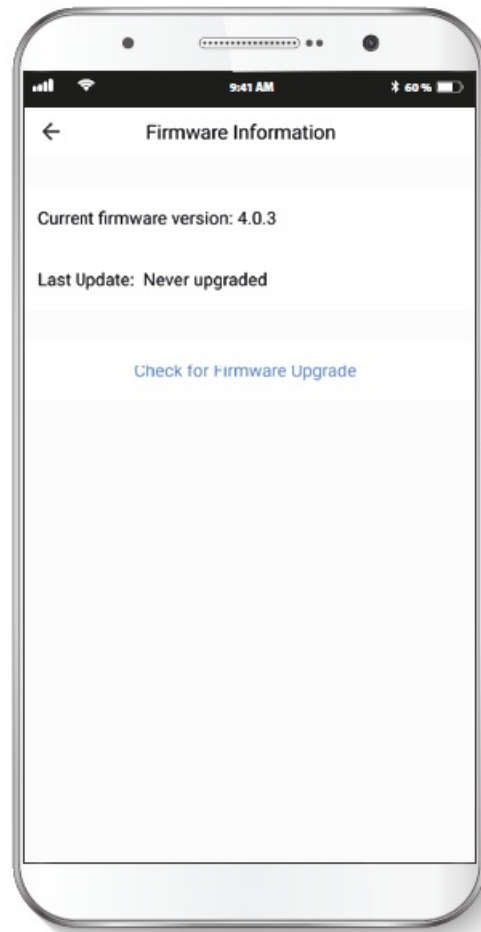 9:41 AM
60 %
Firmware Information
Current firmware version: 4.0.3
Last Update: Never upgraded
Check for Firmware Upgrade